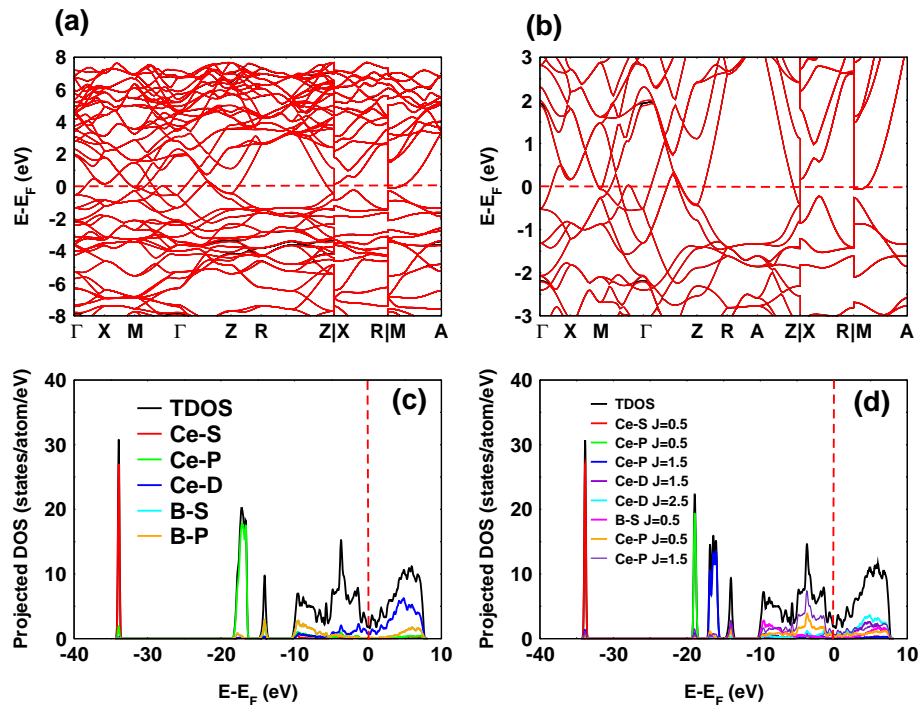 (a)
8
6
4
2
0
-2
-4
-6
-8
E-E_F (eV)
Γ X M Γ Z R Z|X R|M A
(b)
3
2
1
0
-1
-2
-3
E-E_F (eV)
Γ X M Γ Z R A Z|X R|M A
(c)
40
30
20
10
0
Projected DOS (states/atom/eV)
TDOS
Ce-S
Ce-P
Ce-D
B-S
B-P
-40 -30 -20 -10 0 10
E-E_F (eV)
(d)
40
30
20
10
0
Projected DOS (states/atom/eV)
TDOS
Ce-S J=0.5
Ce-P J=0.5
Ce-P J=1.5
Ce-D J=1.5
Ce-D J=2.5
B-S J=0.5
Ce-P J=0.5
Ce-P J=1.5
-40 -30 -20 -10 0 10
E-E_F (eV)